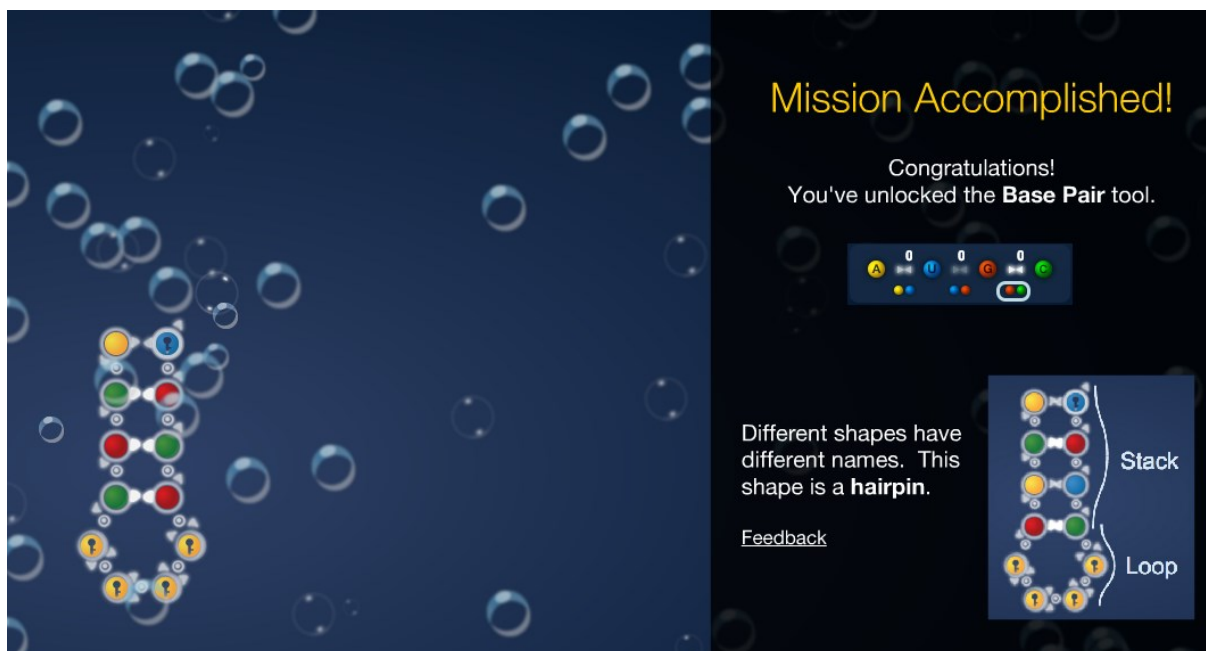 Mission Accomplished!
Congratulations!
You've unlocked the Base Pair tool.
0 0 0
A U G C
Different shapes have
different names. This
shape is a hairpin.
Feedback
Stack
Loop